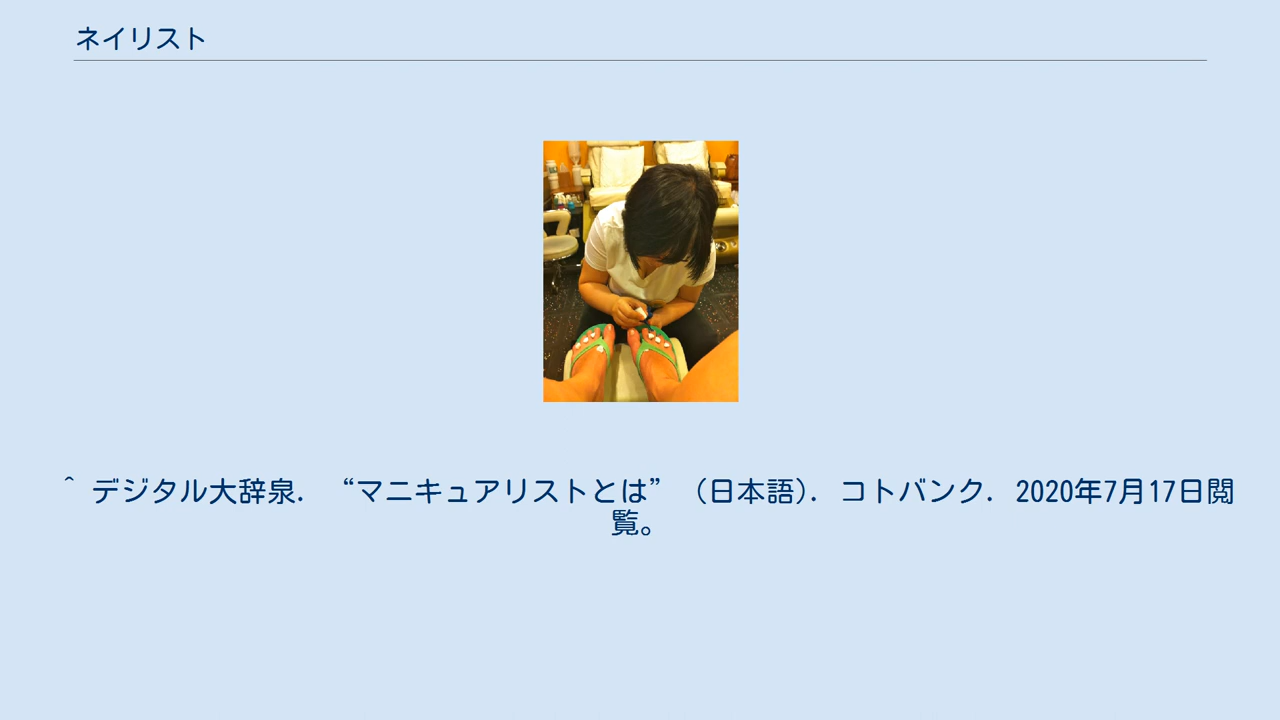 ネイリスト
^ デジタル大辞泉. “マニキュアリストとは” (日本語). コトバンク. 2020年7月17日閲
覧。